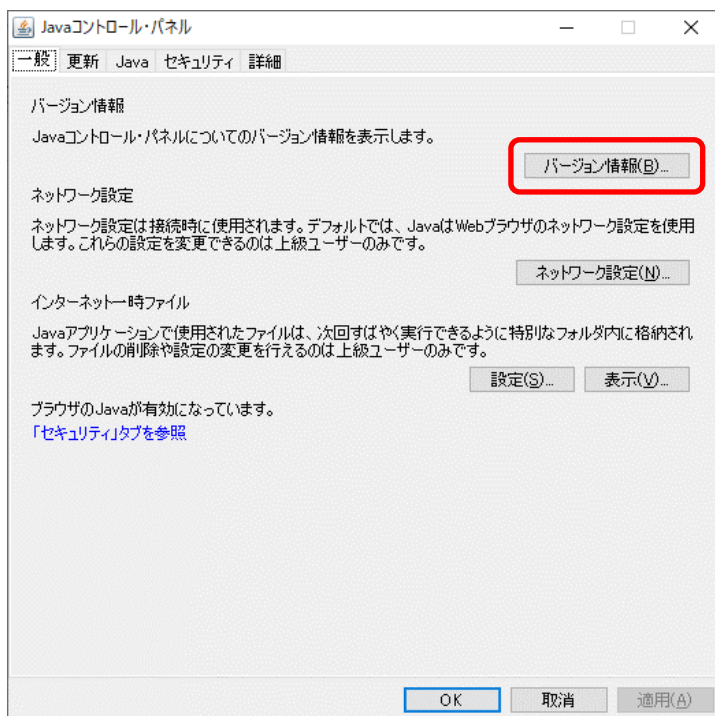 Javaコントロール・パネル
一般 更新 Java セキュリティ 詳細
バージョン情報
Javaコントロール・パネルについてのバージョン情報を表示します。
バージョン情報(B)...
ネットワーク設定
ネットワーク設定は接続時に使用されます。デフォルトでは、JavaはWebブラウザのネットワーク設定を使用
します。これらの設定を変更できるのは上級ユーザーのみです。
ネットワーク設定(N)...
インターネット一時ファイル
Javaアプリケーションで使用されたファイルは、次回すばやく実行できるように特別なフォルダ内に格納され
ます。ファイルの削除や設定の変更を行えるのは上級ユーザーのみです。
設定(S)... 表示(V)...
ブラウザのJavaが有効になっています。
「セキュリティ」タブを参照
OK 取消 適用(A)